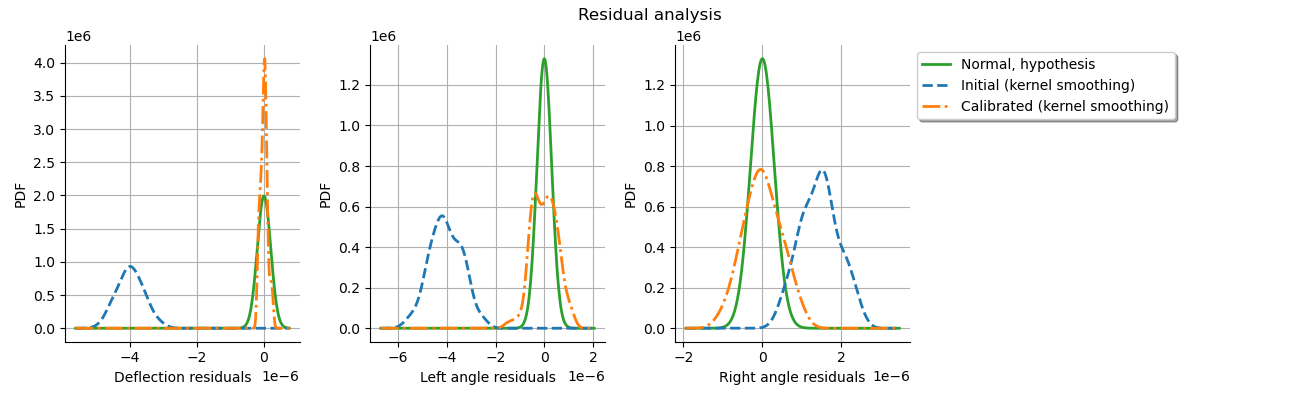 Residual analysis
1e6
4.0
3.5
3.0
2.5
2.0
1.5
1.0
0.5
0.0
PDF
−4
−2
0
Deflection residuals
1e−6
1e6
1.2
1.0
0.8
0.6
0.4
0.2
0.0
PDF
−6
−4
−2
0
2
Left angle residuals
1e−6
1e6
1.2
1.0
0.8
0.6
0.4
0.2
0.0
PDF
−2
0
2
Right angle residuals
1e−6
Normal, hypothesis
Initial (kernel smoothing)
Calibrated (kernel smoothing)